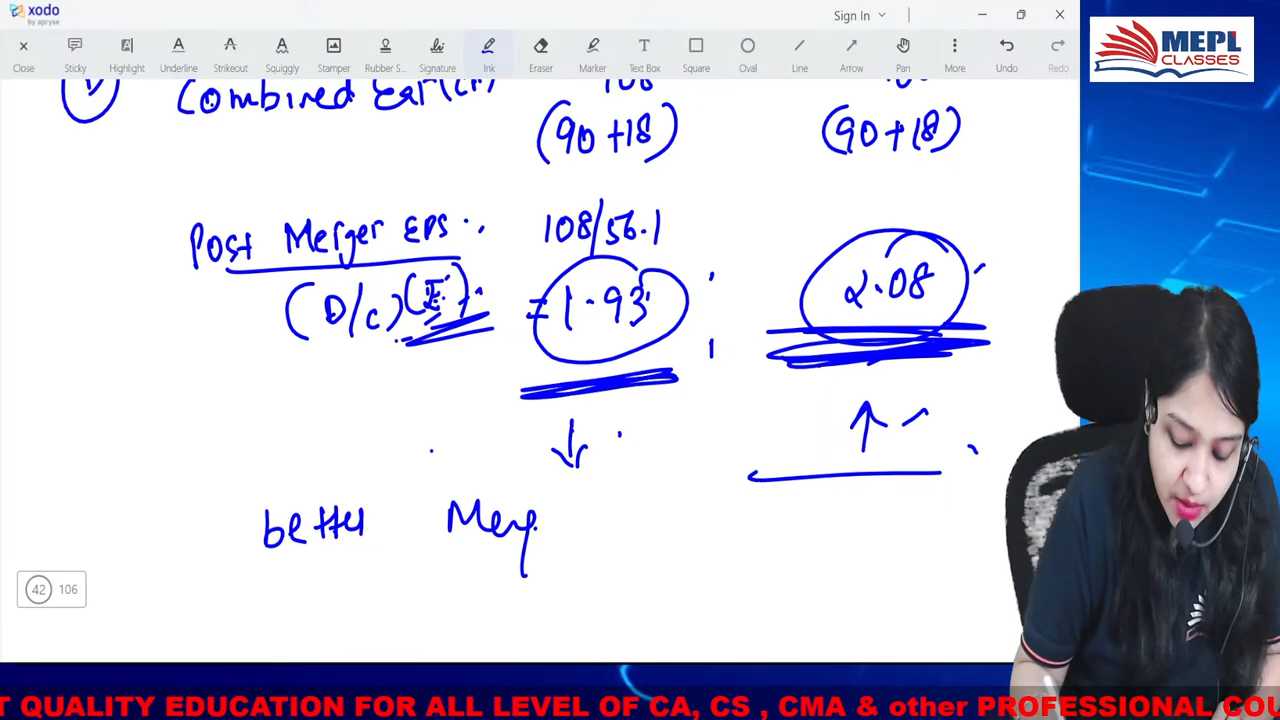 xodo
by apryse
Sign In
Close Sticky Highlight Underline Strikeout Squiggly Stamper Rubber S Signature Ink Eraser Marker Text Box Square Oval Line Arrow Pan More Undo Redo
MEPL
CLASSES
Combined
(90+18) (90+18)
Post Merger EPS
108/56.1
(D/c)(I) = 1.93 2.08
better Merg
42 106
T QUALITY EDUCATION FOR ALL LEVEL OF CA, CS , CMA & other PROFESSIONAL COU